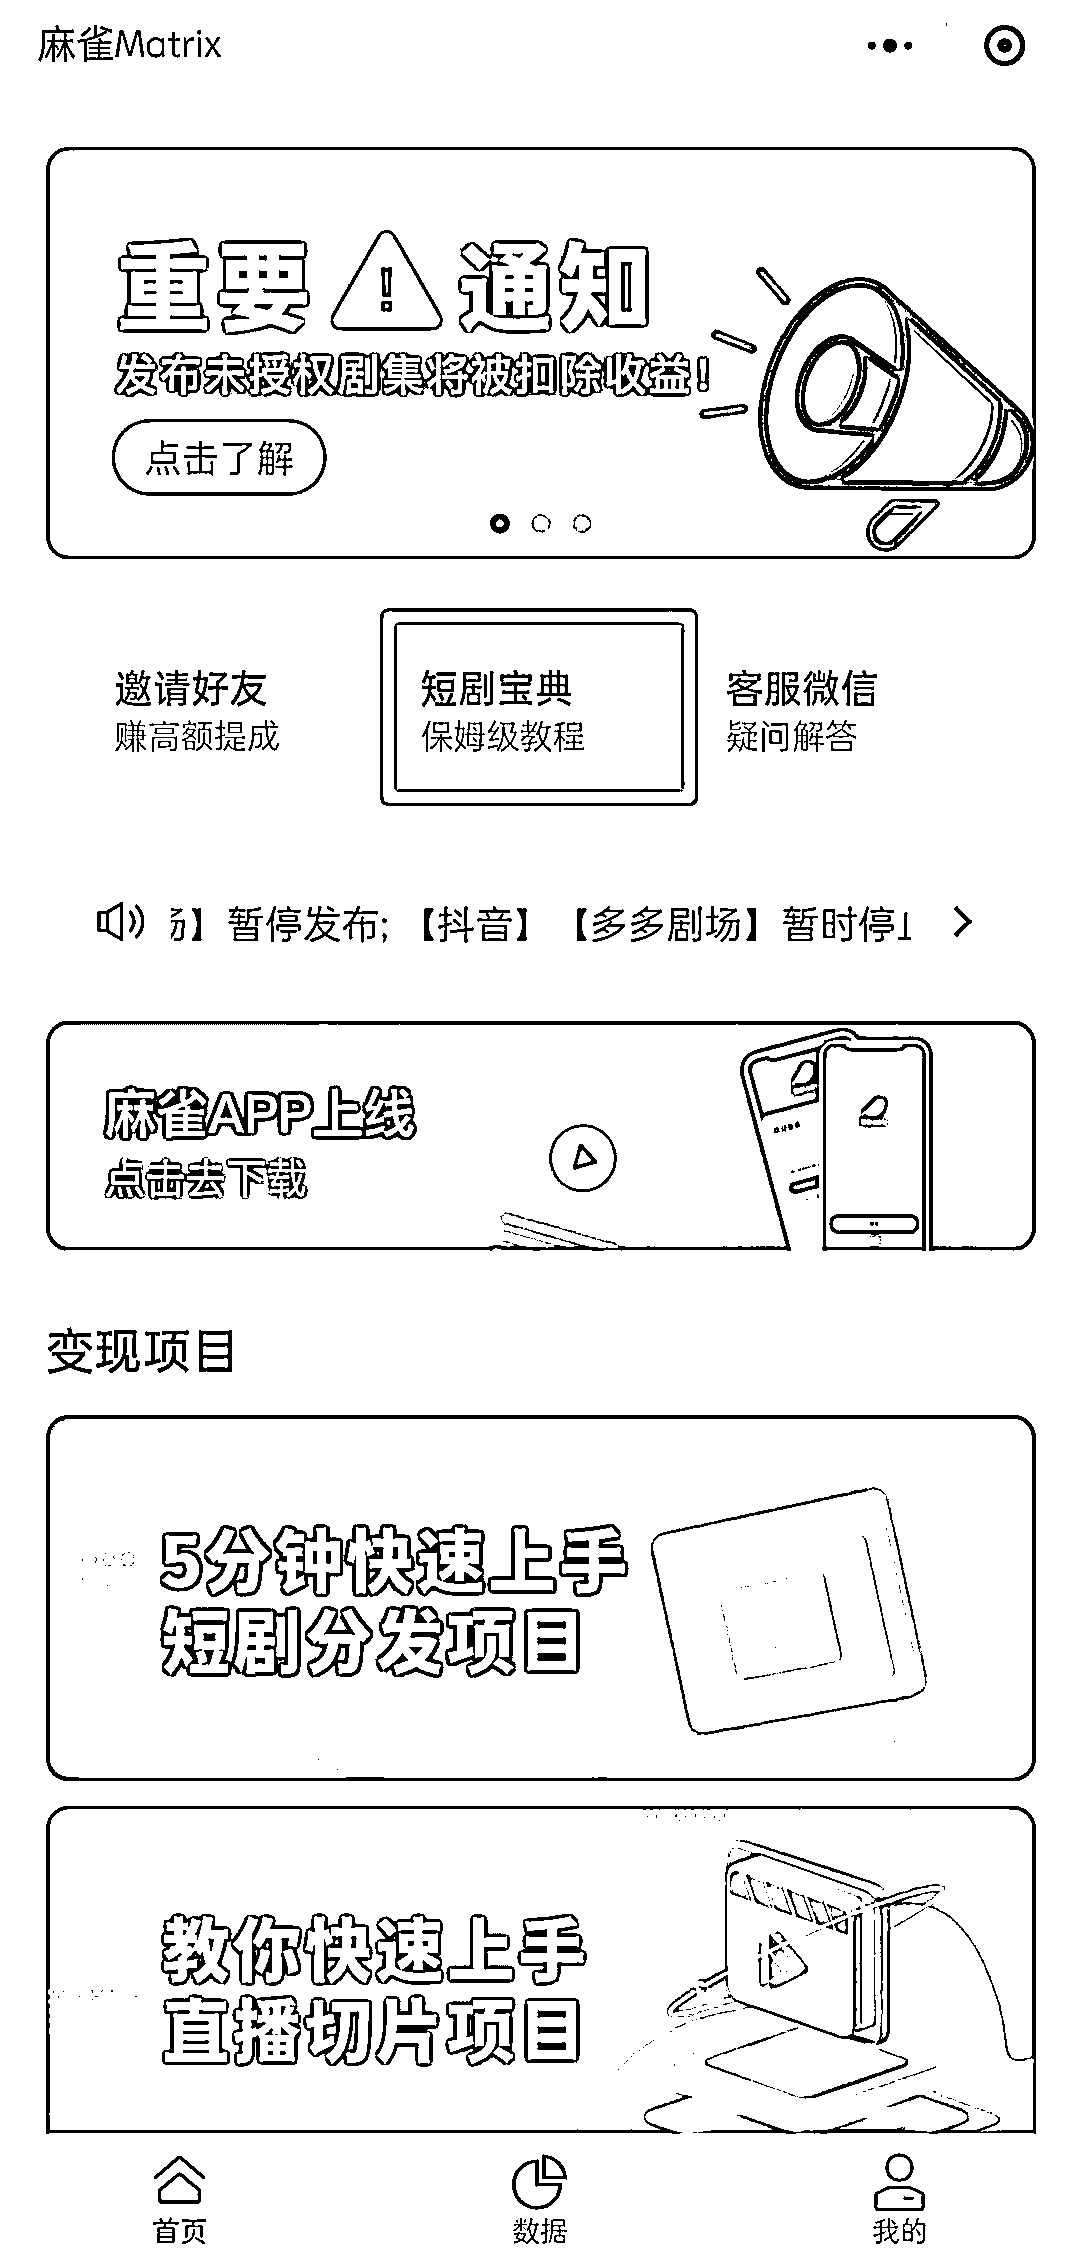 麻雀Matrix
重要 ! 通知
发布未授权剧集将被扣除收益!
点击了解
邀请好友
赚高额提成
短剧宝典
保姆级教程
客服微信
疑问解答
】 暂停发布; 【抖音】 【多多剧场】 暂时停
麻雀APP上线
点击去下载
变现项目
5分钟快速上手
短剧分发项目
教你快速上手
直播切片项目
首页
数据
我的